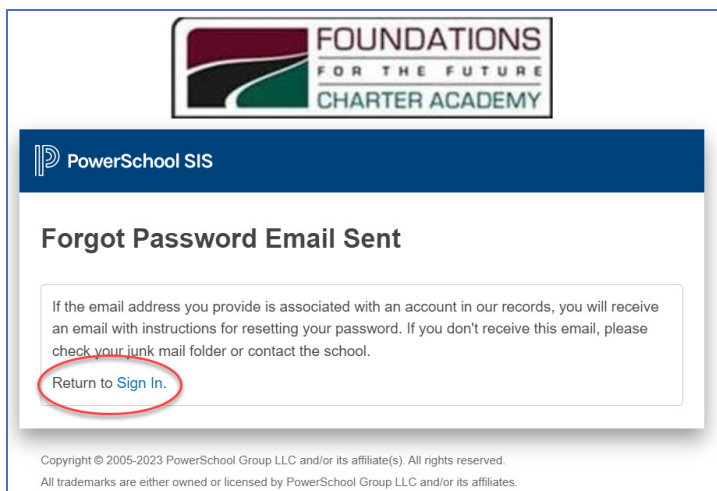 FOUNDATIONS
FOR THE FUTURE
CHARTER ACADEMY
PowerSchool SIS
Forgot Password Email Sent
If the email address you provide is associated with an account in our records, you will receive
an email with instructions for resetting your password. If you don't receive this email, please
check your junk mail folder or contact the school.
Return to Sign In.
Copyright © 2005-2023 PowerSchool Group LLC and/or its affiliate(s). All rights reserved.
All trademarks are either owned or licensed by PowerSchool Group LLC and/or its affiliates.